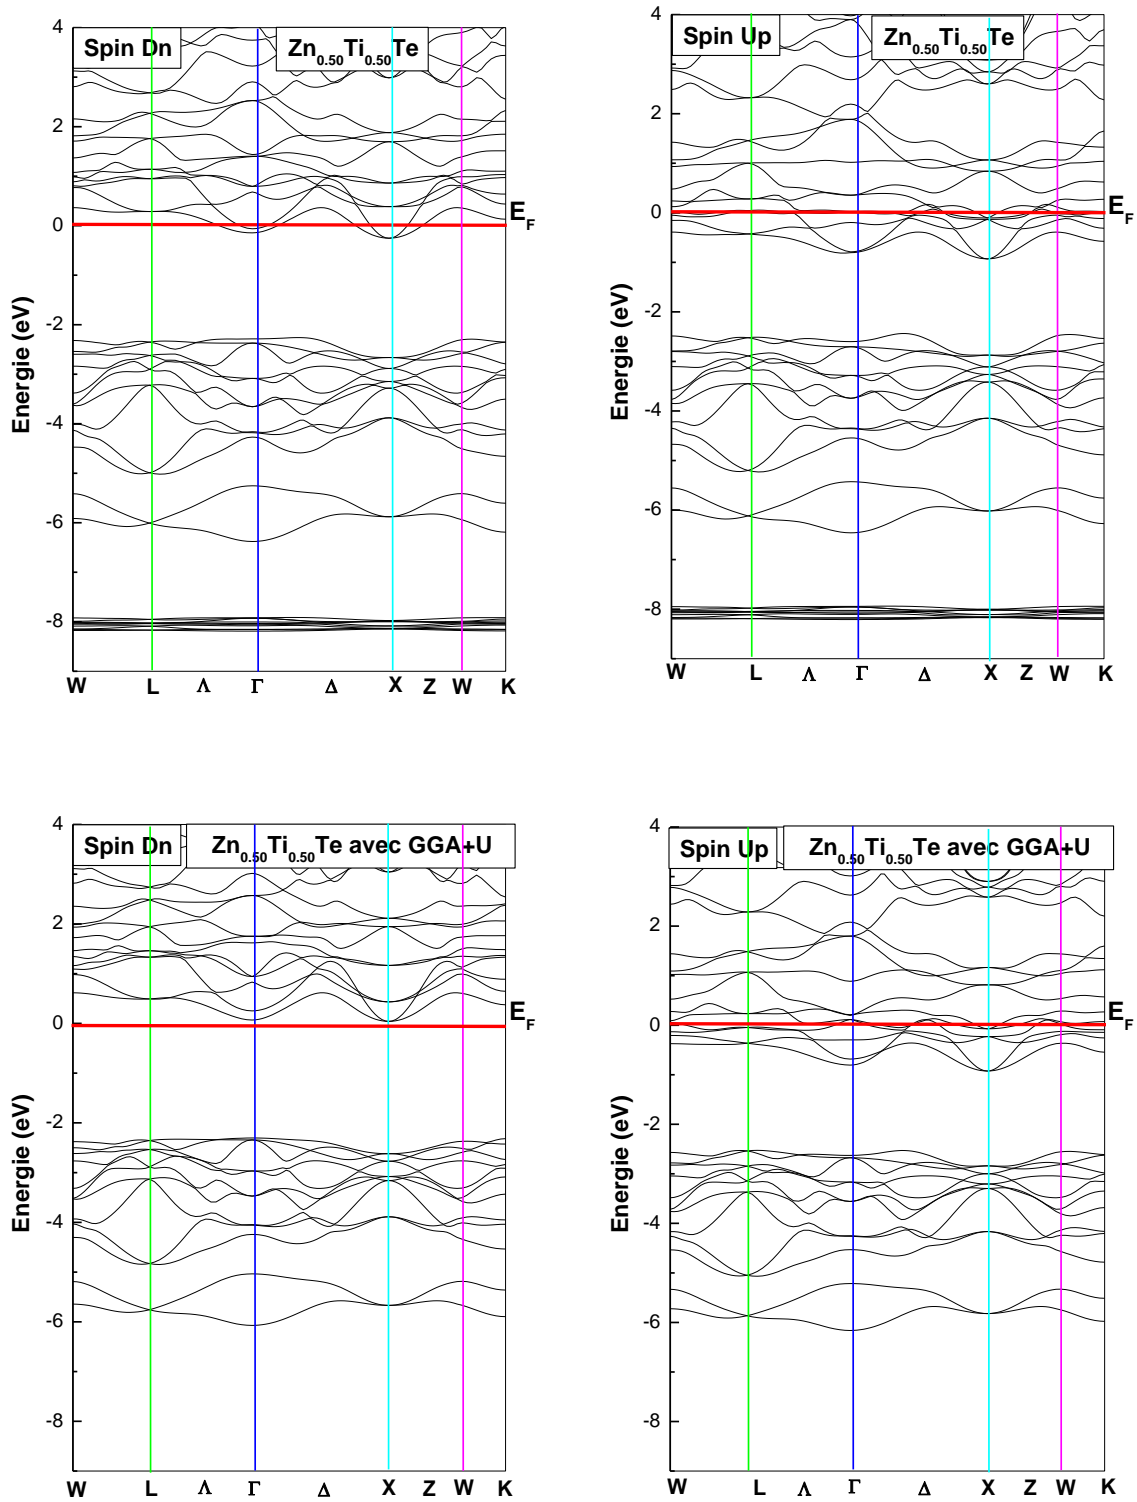 Spin Dn
Zn0.50Ti0.50Te
4
2
0
-2
-4
-6
-8
Energie (eV)
EF
W L Λ Γ Δ X Z W K
Spin Up
Zn0.50Ti0.50Te
4
2
0
-2
-4
-6
-8
Energie (eV)
EF
W L Λ Γ Δ X Z W K
Spin Dn
Zn0.50Ti0.50Te avec GGA+U
4
2
0
-2
-4
-6
-8
Energie (eV)
EF
W L Λ Γ Δ X Z W K
Spin Up
Zn0.50Ti0.50Te avec GGA+U
4
2
0
-2
-4
-6
-8
Energie (eV)
EF
W L Λ Γ Δ X Z W K